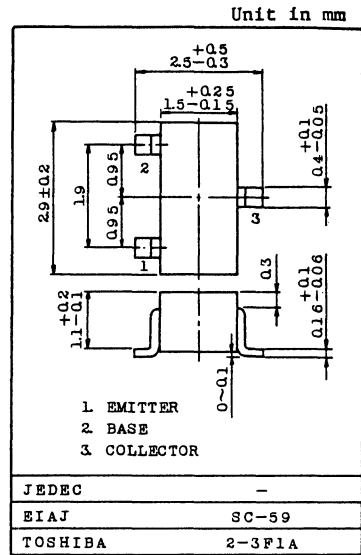 Unit in mm
+0.5
2.5-0.3
+0.25
1.5-0.15
2.9±0.2
1.9
0.95
0.95
2
1
3
+0.1
0.4-0.05
+0.2
1.1-0.1
0.3
+0.1
0.16-0.06
0~0.1
1. EMITTER
2. BASE
3. COLLECTOR
JEDEC –
EIAJ SC-59
TOSHIBA 2-3F1A